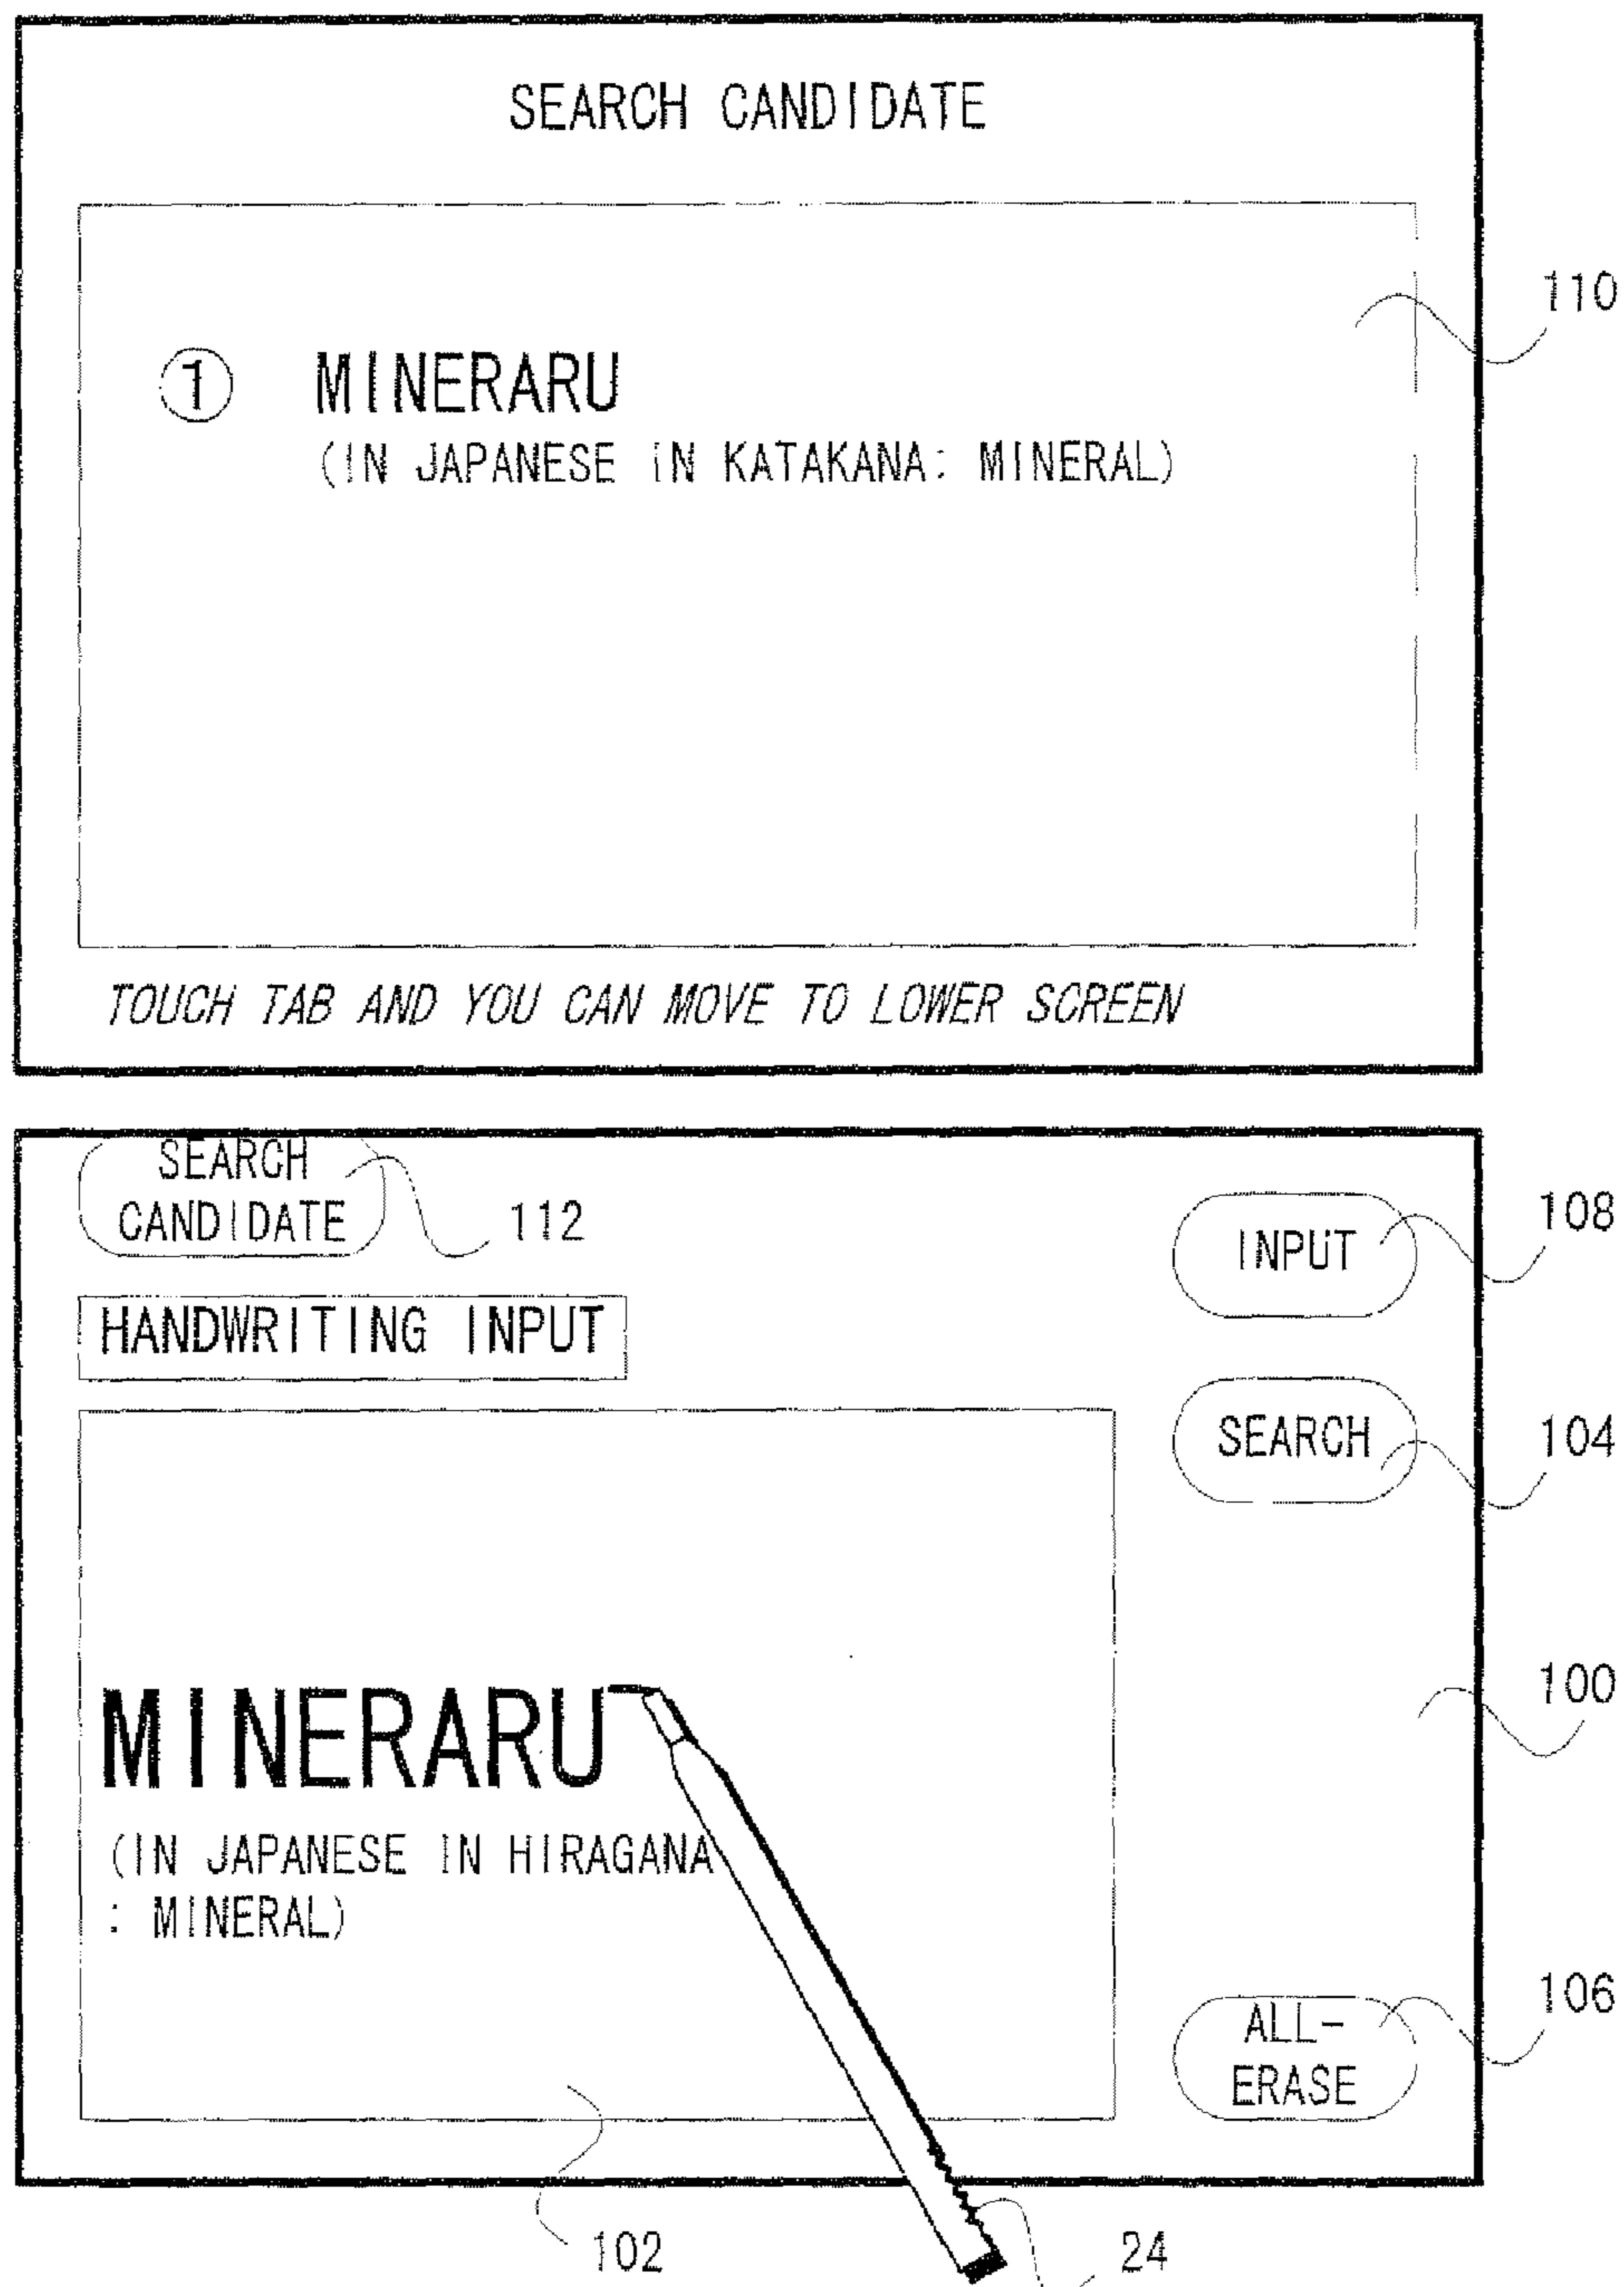 SEARCH CANDIDATE
110
① MINERARU
(IN JAPANESE IN KATAKANA: MINERAL)
TOUCH TAB AND YOU CAN MOVE TO LOWER SCREEN
SEARCH
CANDIDATE
112
108
INPUT
HANDWRITING INPUT
SEARCH
104
100
MINERARU
(IN JAPANESE IN HIRAGANA
: MINERAL)
106
ALL-
ERASE
102
24